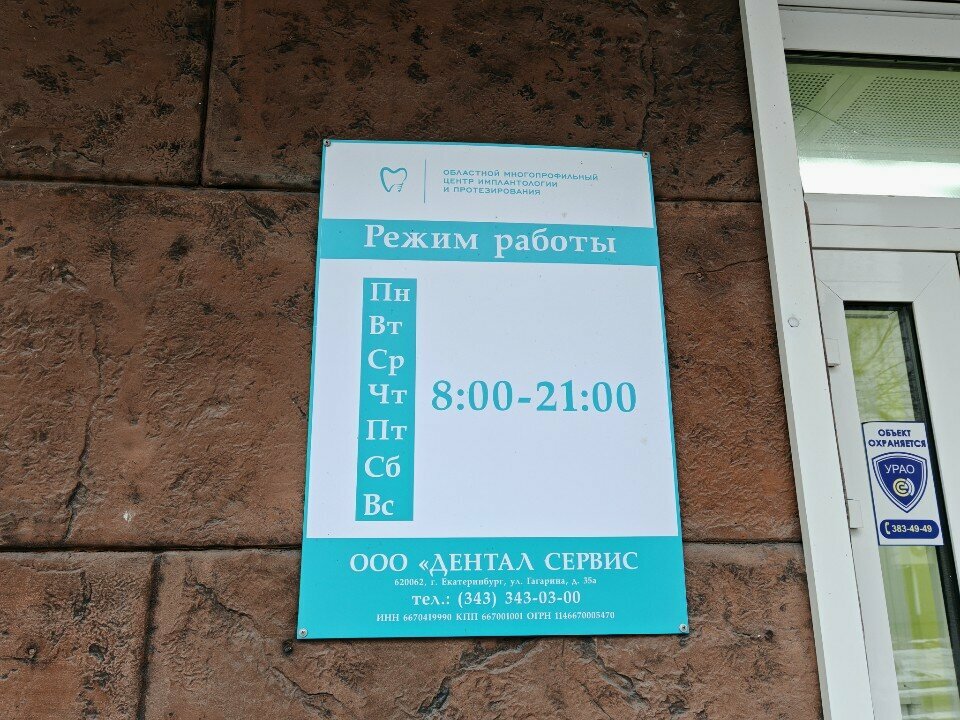 ОБЛАСТНОЙ МНОГОПРОФИЛЬНЫЙ
ЦЕНТР ИМПЛАНТОЛОГИИ
И ПРОТЕЗИРОВАНИЯ
Режим работы
Пн
Вт
Ср
Чт
Пт
Сб
Вс
8:00-21:00
ООО «ДЕНТАЛ СЕРВИС
620062, г. Екатеринбург, ул. Гагарина, д. 35а
тел.: (343) 343-03-00
ИНН 6670419990 КПП 667001001 ОГРН 1146670005470
ОБЪЕКТ
ОХРАНЯЕТСЯ
УРАО
383-49-49